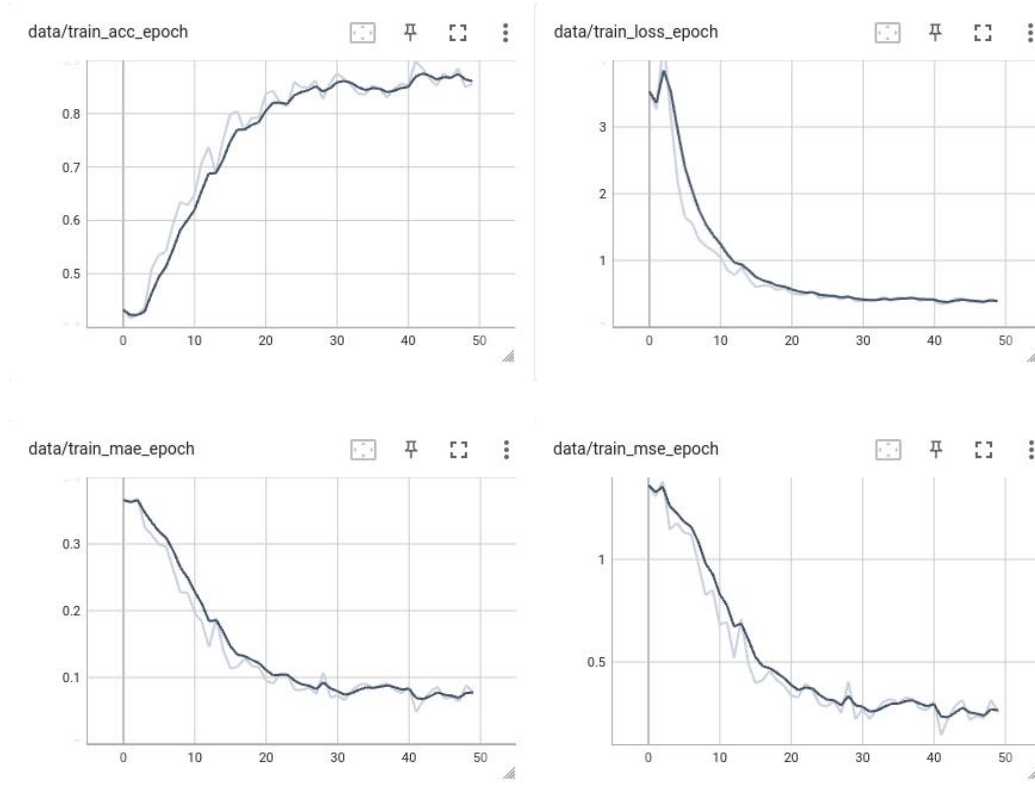 data/train_acc_epoch
0.8
0.7
0.6
0.5
0 10 20 30 40 50
data/train_loss_epoch
3
2
1
0 10 20 30 40 50
data/train_mae_epoch
0.3
0.2
0.1
0 10 20 30 40 50
data/train_mse_epoch
1
0.5
0 10 20 30 40 50